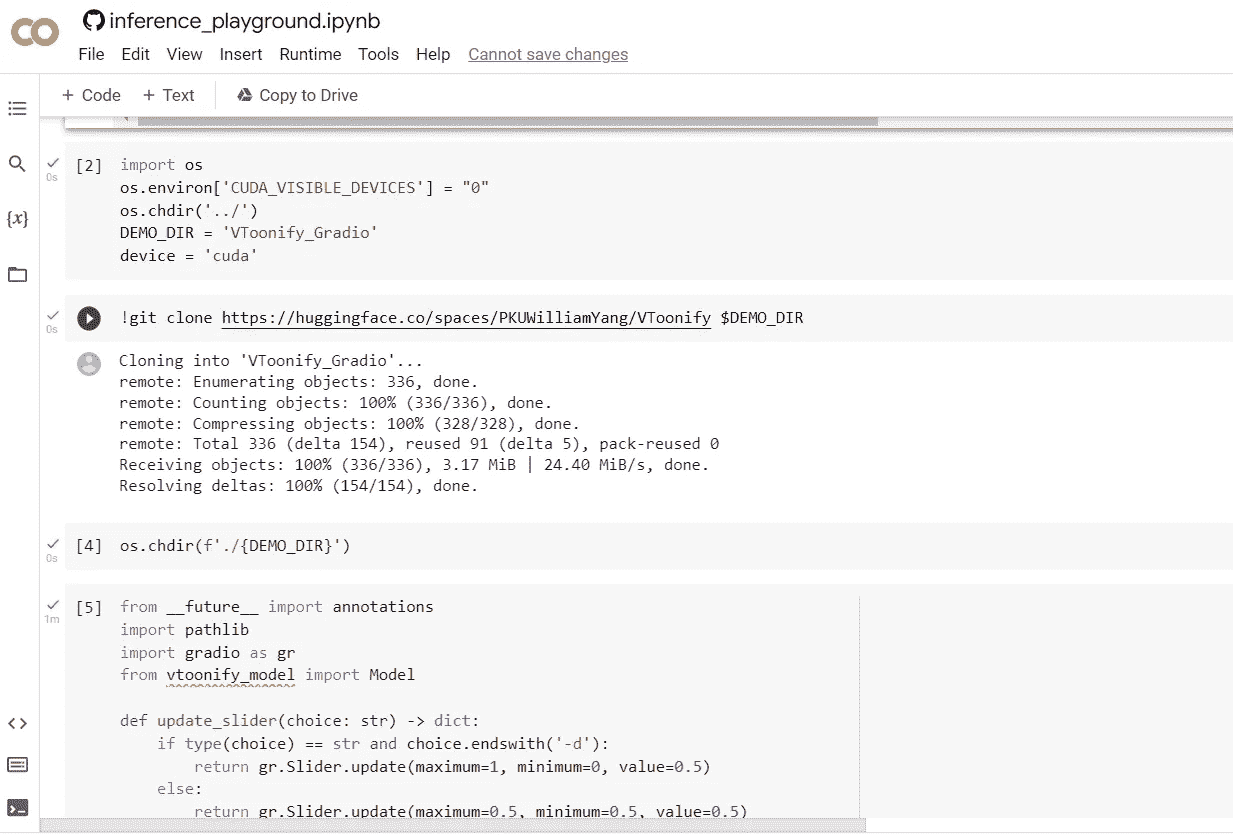 CO inference_playground.ipynb
File Edit View Insert Runtime Tools Help Cannot save changes
+ Code + Text Copy to Drive
[2] import os
0s
os.environ['CUDA_VISIBLE_DEVICES'] = "0"
os.chdir('../')
{x}
DEMO_DIR = 'VToonify_Gradio'
device = 'cuda'
!git clone https://huggingface.co/spaces/PKUWilliamYang/VToonify $DEMO_DIR
0s
Cloning into 'VToonify_Gradio'...
remote: Enumerating objects: 336, done.
remote: Counting objects: 100% (336/336), done.
remote: Compressing objects: 100% (328/328), done.
remote: Total 336 (delta 154), reused 91 (delta 5), pack-reused 0
Receiving objects: 100% (336/336), 3.17 MiB | 24.40 MiB/s, done.
Resolving deltas: 100% (154/154), done.
[4] os.chdir(f'./{DEMO_DIR}')
0s
[5] from __future__ import annotations
1m
import pathlib
import gradio as gr
from vtoonify_model import Model
def update_slider(choice: str) -> dict:
if type(choice) == str and choice.endswith('-d'):
return gr.Slider.update(maximum=1, minimum=0, value=0.5)
else:
return gr.Slider.update(maximum=0.5, minimum=0.5, value=0.5)